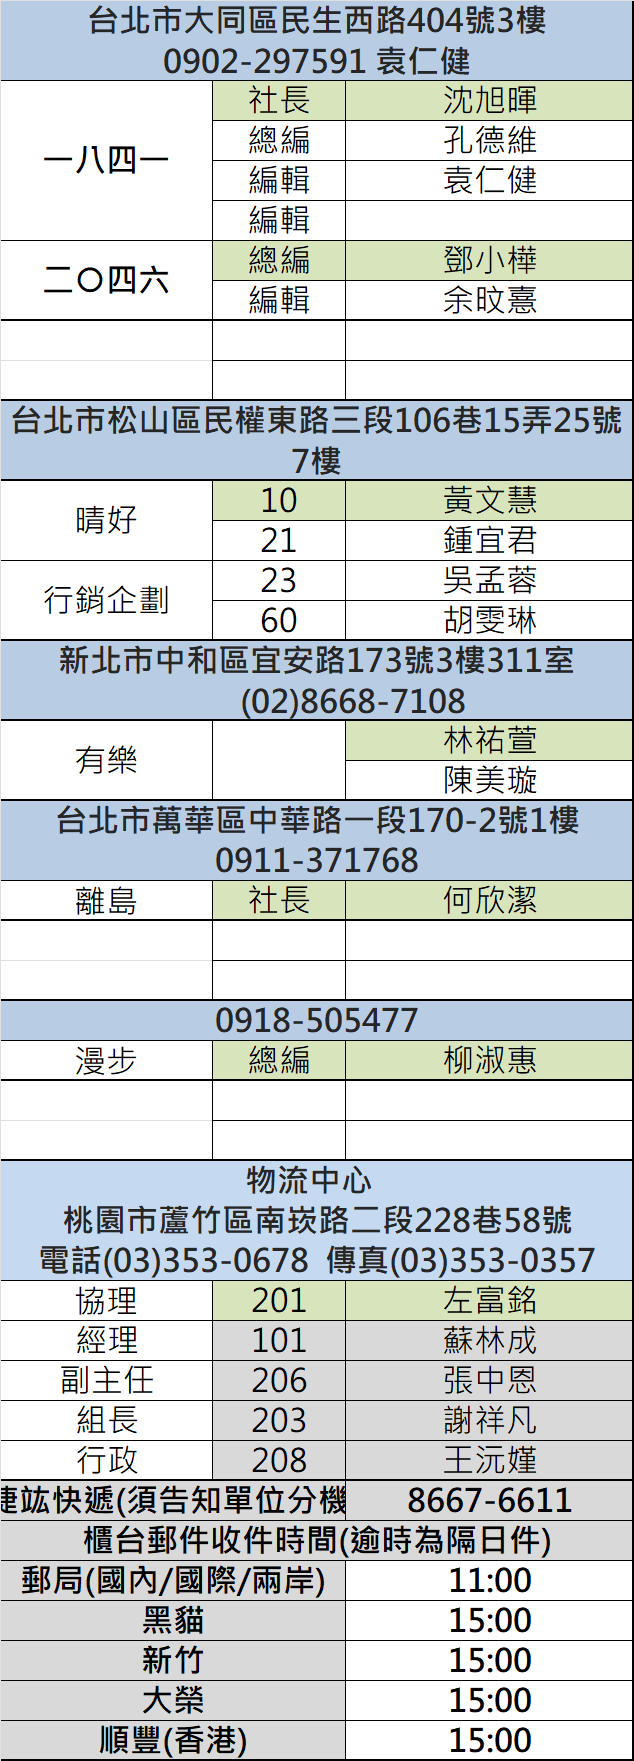 台北市大同區民生西路404號3樓
0902-297591 袁仁健
一八四一
社長 沈旭暉
總編 孔德維
編輯 袁仁健
編輯
二〇四六
總編 鄧小樺
編輯 余旼憙
台北市松山區民權東路三段106巷15弄25號
7樓
晴好
10 黃文慧
21 鍾宜君
行銷企劃
23 吳孟蓉
60 胡雯琳
新北市中和區宜安路173號3樓311室
(02)8668-7108
有樂
林祐萱
陳美璇
台北市萬華區中華路一段170-2號1樓
0911-371768
離島 社長 何欣潔
0918-505477
漫步 總編 柳淑惠
物流中心
桃園市蘆竹區南崁路二段228巷58號
電話(03)353-0678 傳真(03)353-0357
協理 201 左富銘
經理 101 蘇林成
副主任 206 張中恩
組長 203 謝祥凡
行政 208 王沅嫤
捷竑快遞(須告知單位分機 8667-6611
櫃台郵件收件時間(逾時為隔日件)
郵局(國內/國際/兩岸) 11:00
黑貓 15:00
新竹 15:00
大榮 15:00
順豐(香港) 15:00